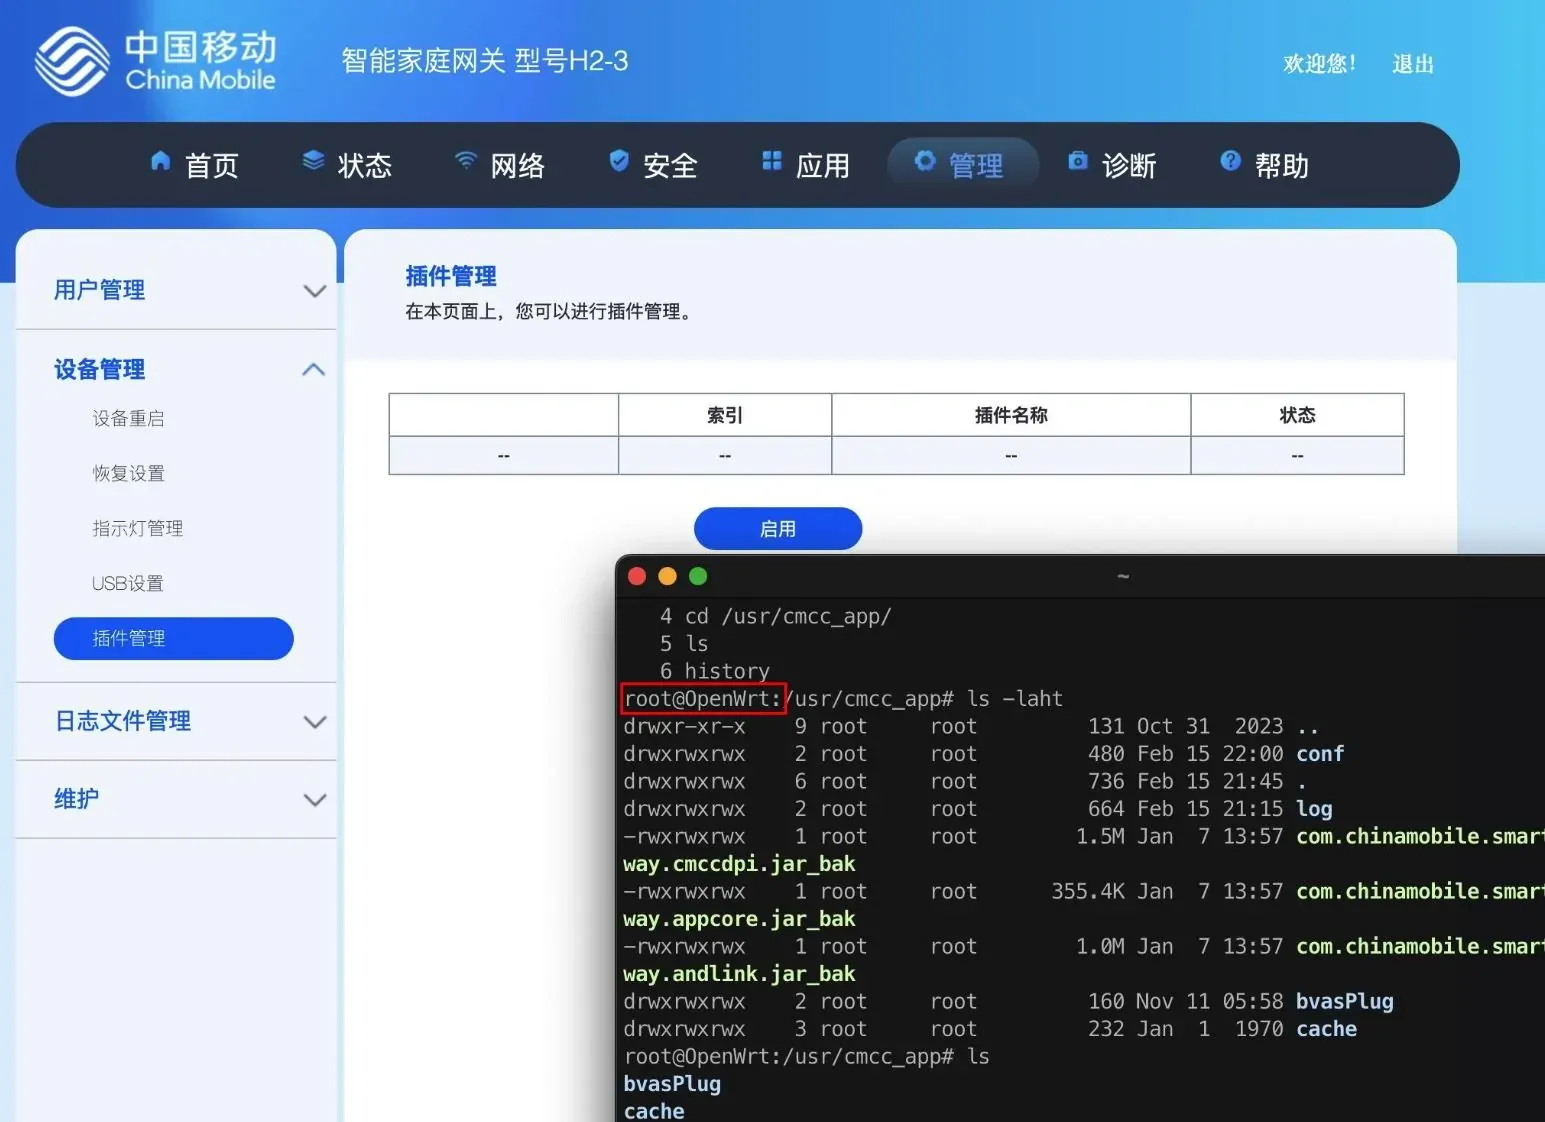 中国移动
China Mobile
智能家庭网关 型号H2-3
欢迎您! 退出
首页 状态 网络 安全 应用 管理 诊断 帮助
用户管理
设备管理
设备重启
恢复设置
指示灯管理
USB设置
插件管理
日志文件管理
维护
插件管理
在本页面上，您可以进行插件管理。
索引 插件名称 状态
-- -- -- --
启用
~
4 cd /usr/cmcc_app/
5 ls
6 history
root@OpenWrt:/usr/cmcc_app# ls -laht
drwxr-xr-x 9 root root 131 Oct 31 2023 ..
drwxrwxrwx 2 root root 480 Feb 15 22:00 conf
drwxrwxrwx 6 root root 736 Feb 15 21:45 .
drwxrwxrwx 2 root root 664 Feb 15 21:15 log
-rwxrwxrwx 1 root root 1.5M Jan 7 13:57 com.chinamobile.smart
way.cmccdpi.jar_bak
-rwxrwxrwx 1 root root 355.4K Jan 7 13:57 com.chinamobile.smart
way.appcore.jar_bak
-rwxrwxrwx 1 root root 1.0M Jan 7 13:57 com.chinamobile.smart
way.andlink.jar_bak
drwxrwxrwx 2 root root 160 Nov 11 05:58 bvasPlug
drwxrwxrwx 3 root root 232 Jan 1 1970 cache
root@OpenWrt:/usr/cmcc_app# ls
bvasPlug
cache